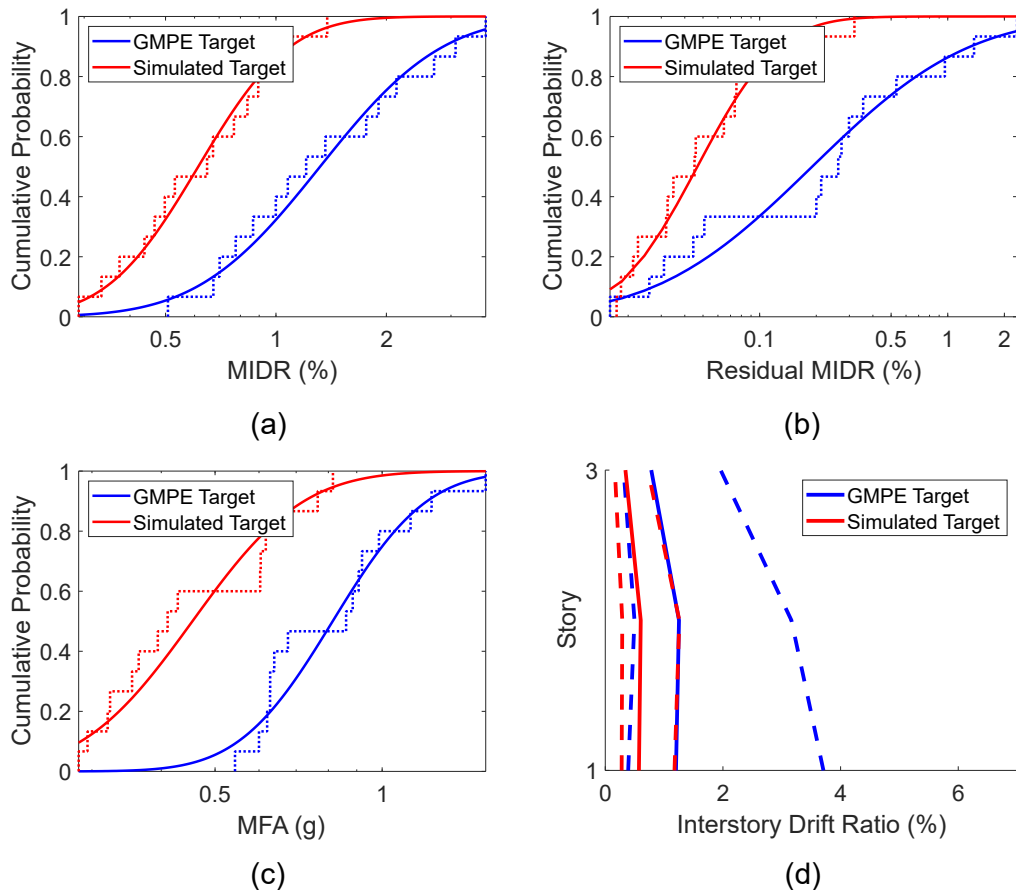 1
0.8
0.6
0.4
0.2
0
Cumulative Probability
GMPE Target
Simulated Target
0.5
1
2
MIDR (%)
(a)
1
0.8
0.6
0.4
0.2
0
Cumulative Probability
GMPE Target
Simulated Target
0.1
0.5
1
2
Residual MIDR (%)
(b)
1
0.8
0.6
0.4
0.2
0
Cumulative Probability
GMPE Target
Simulated Target
0.5
1
MFA (g)
(c)
3
1
Story
GMPE Target
Simulated Target
0
2
4
6
Interstory Drift Ratio (%)
(d)